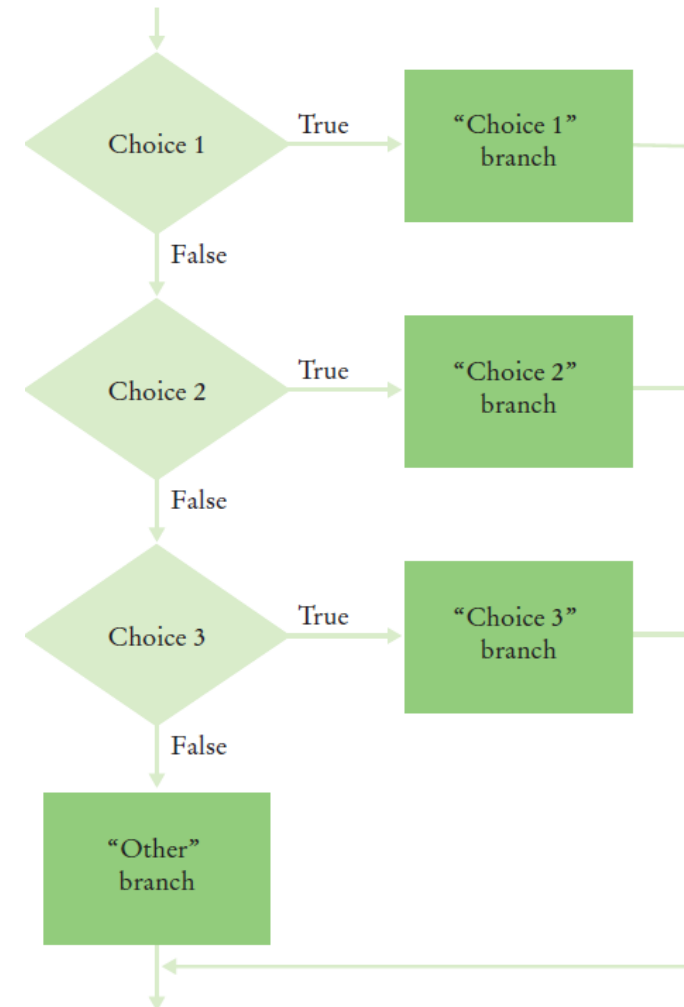 Choice 1
True
“Choice 1”
branch
False
Choice 2
True
“Choice 2”
branch
False
Choice 3
True
“Choice 3”
branch
False
“Other”
branch